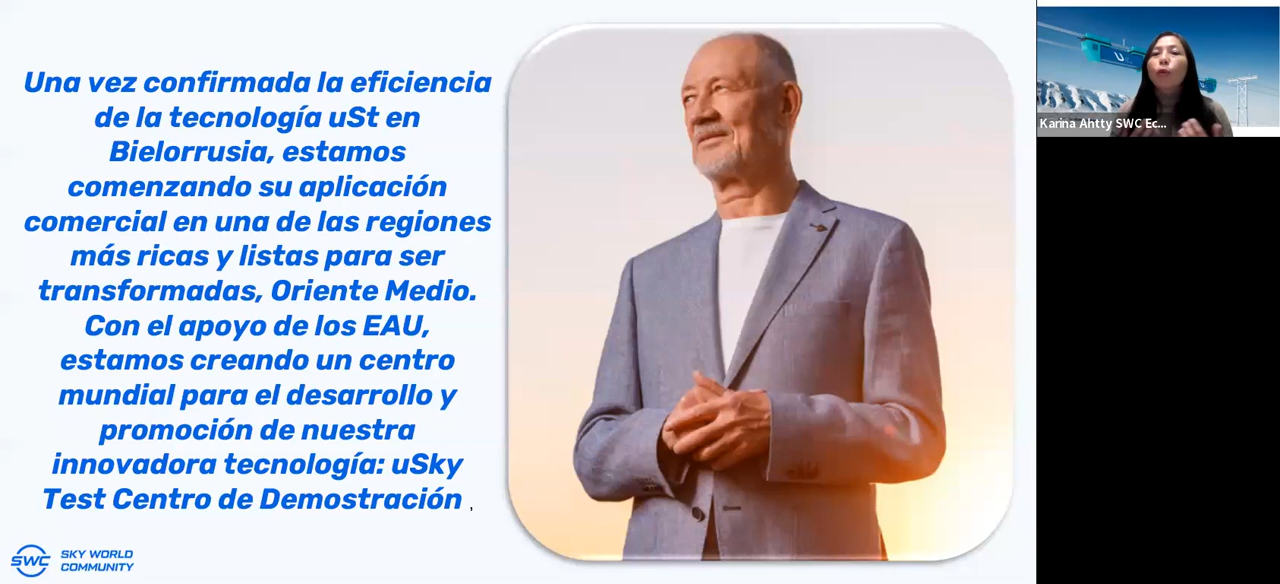 Una vez confirmada la eficiencia
de la tecnología uSt en
Bielorrusia, estamos
comenzando su aplicación
comercial en una de las regiones
más ricas y listas para ser
transformadas, Oriente Medio.
Con el apoyo de los EAU,
estamos creando un centro
mundial para el desarrollo y
promoción de nuestra
innovadora tecnología: uSky
Test Centro de Demostración ,
SWC SKY WORLD
COMMUNITY
Karina Ahtty SWC Ec...